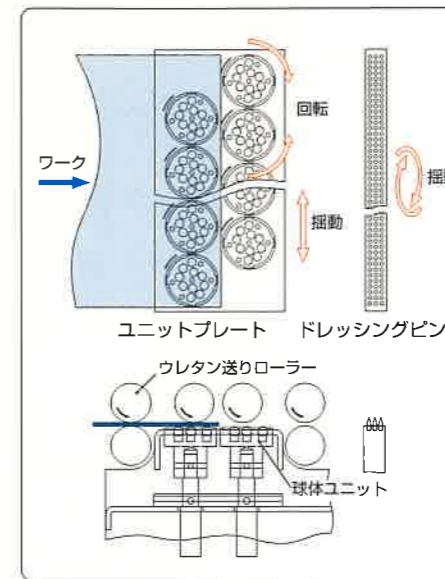 回転
ワーク
揺動
揺
ユニットプレート
ドレッシングピン
ウレタン送りローラー
球体ユニット